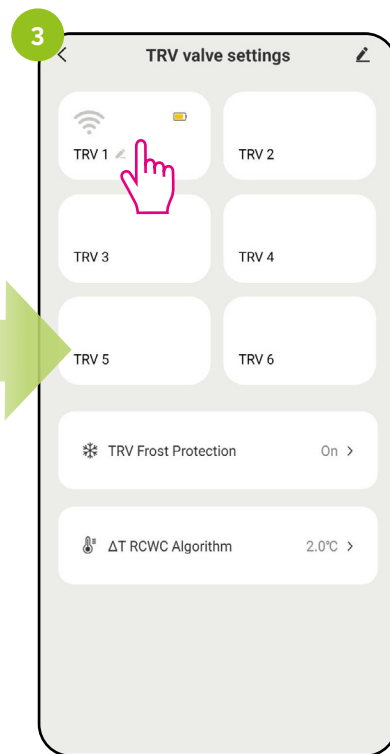 3
TRV valve settings
TRV 1
TRV 2
TRV 3
TRV 4
TRV 5
TRV 6
TRV Frost Protection On >
ΔT RCWC Algorithm 2.0℃ >